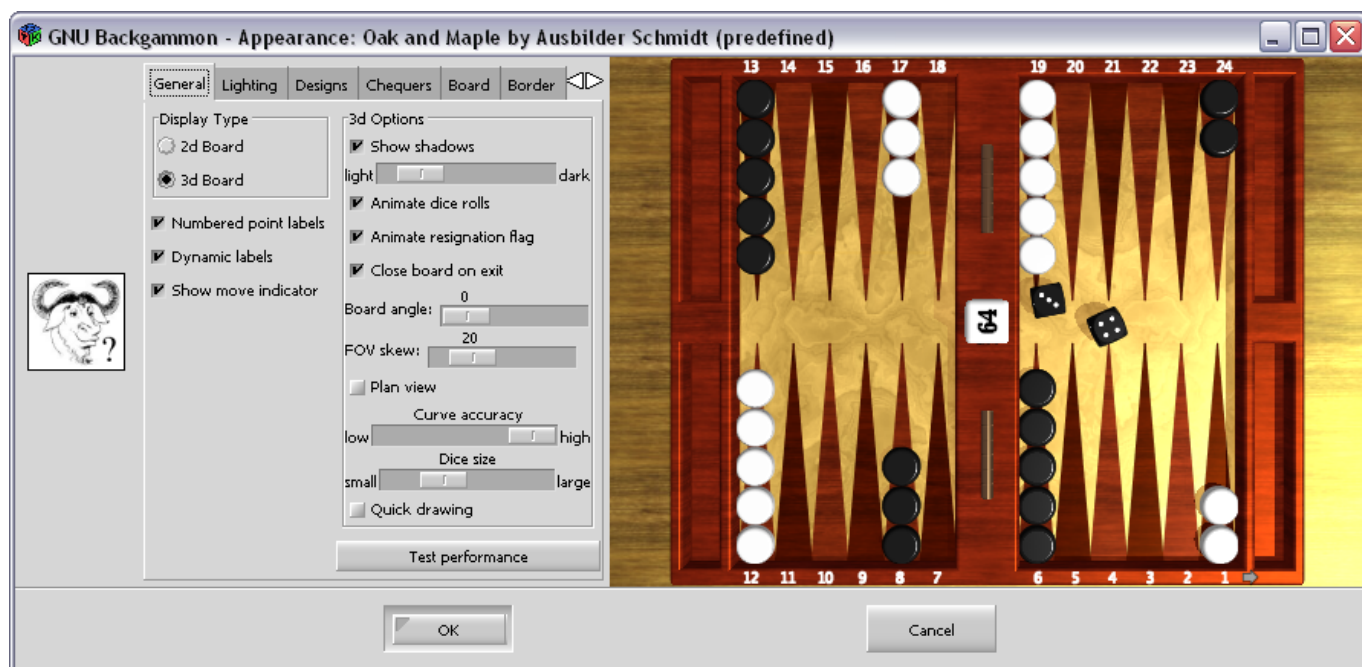 GNU Backgammon - Appearance: Oak and Maple by Ausbilder Schmidt (predefined)
General Lighting Designs Chequers Board Border
Display Type
2d Board
3d Board
Numbered point labels
Dynamic labels
Show move indicator
3d Options
Show shadows
light dark
Animate dice rolls
Animate resignation flag
Close board on exit
0
Board angle:
20
FOV skew:
Plan view
Curve accuracy
low high
Dice size
small large
Quick drawing
Test performance
?
13 14 15 16 17 18 19 20 21 22 23 24
64
12 11 10 9 8 7 6 5 4 3 2 1
OK Cancel